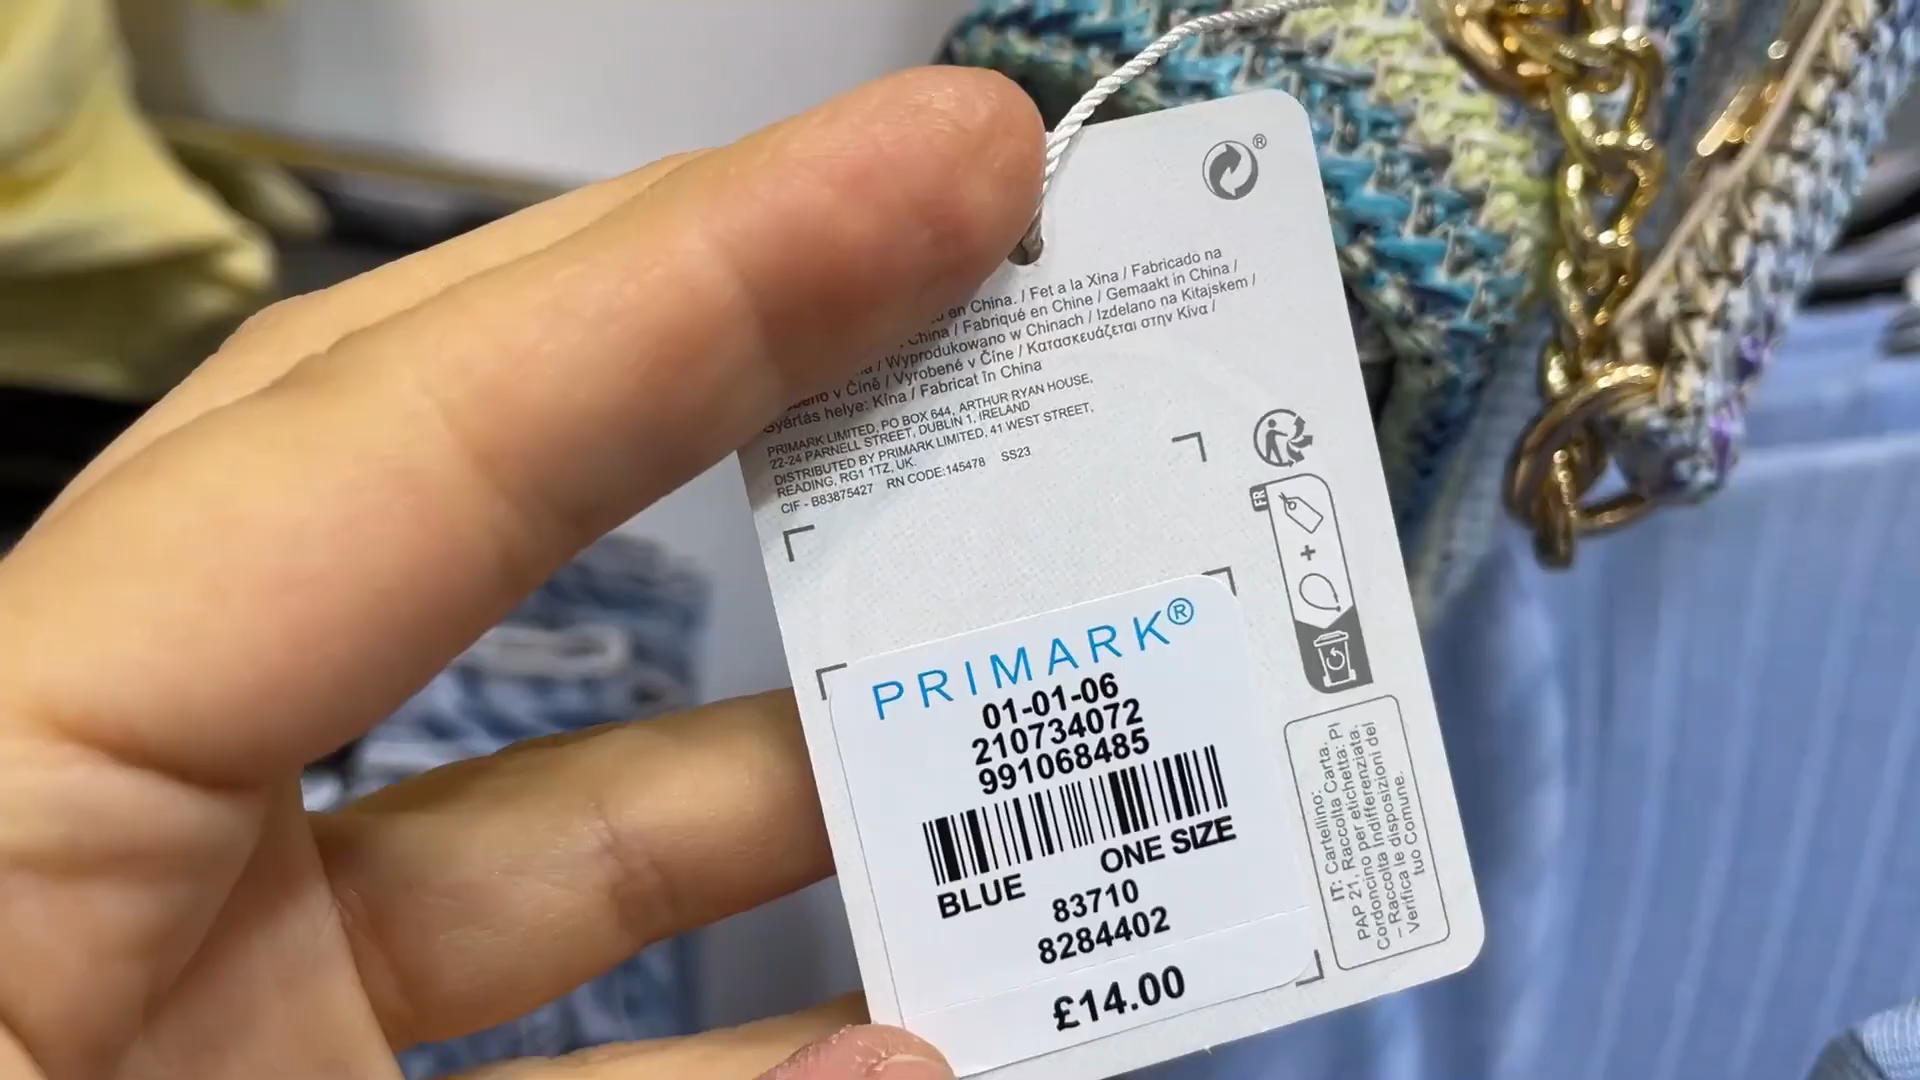 ®
en China. / Fet a la Xina / Fabricado na
China / Fabriqué en Chine / Gemaakt in China /
/ Wyprodukowano w Chinach / Izdelano na Kitajskem /
v Číně / Vyrobené v Číne / Κατασκευάζεται στην Κίνα /
Gyártás helye: Kína / Fabricat în China
PRIMARK LIMITED, PO BOX 644, ARTHUR RYAN HOUSE,
22-24 PARNELL STREET, DUBLIN 1, IRELAND
DISTRIBUTED BY PRIMARK LIMITED, 41 WEST STREET,
READING, RG1 1TZ, UK.
CIF - B83875427 RN CODE:145478 SS23
FR
+
PRIMARK®
01-01-06
210734072
991068485
BLUE ONE SIZE
83710
8284402
£14.00
IT: Cartellino:
PAP 21, Raccolta Carta.
Cordoncino per etichetta: PI
Raccolta indifferenziata.
– Raccolta le disposizioni del
Verifica le disposizioni del
tuo Comune.